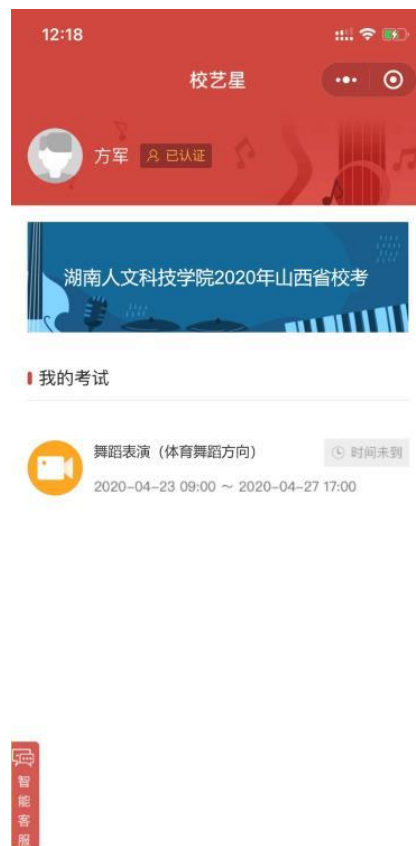 12:18
校艺星
方军 已认证
湖南人文科技学院2020年山西省校考
我的考试
舞蹈表演（体育舞蹈方向） 时间未到
2020-04-23 09:00 ~ 2020-04-27 17:00
智能客服